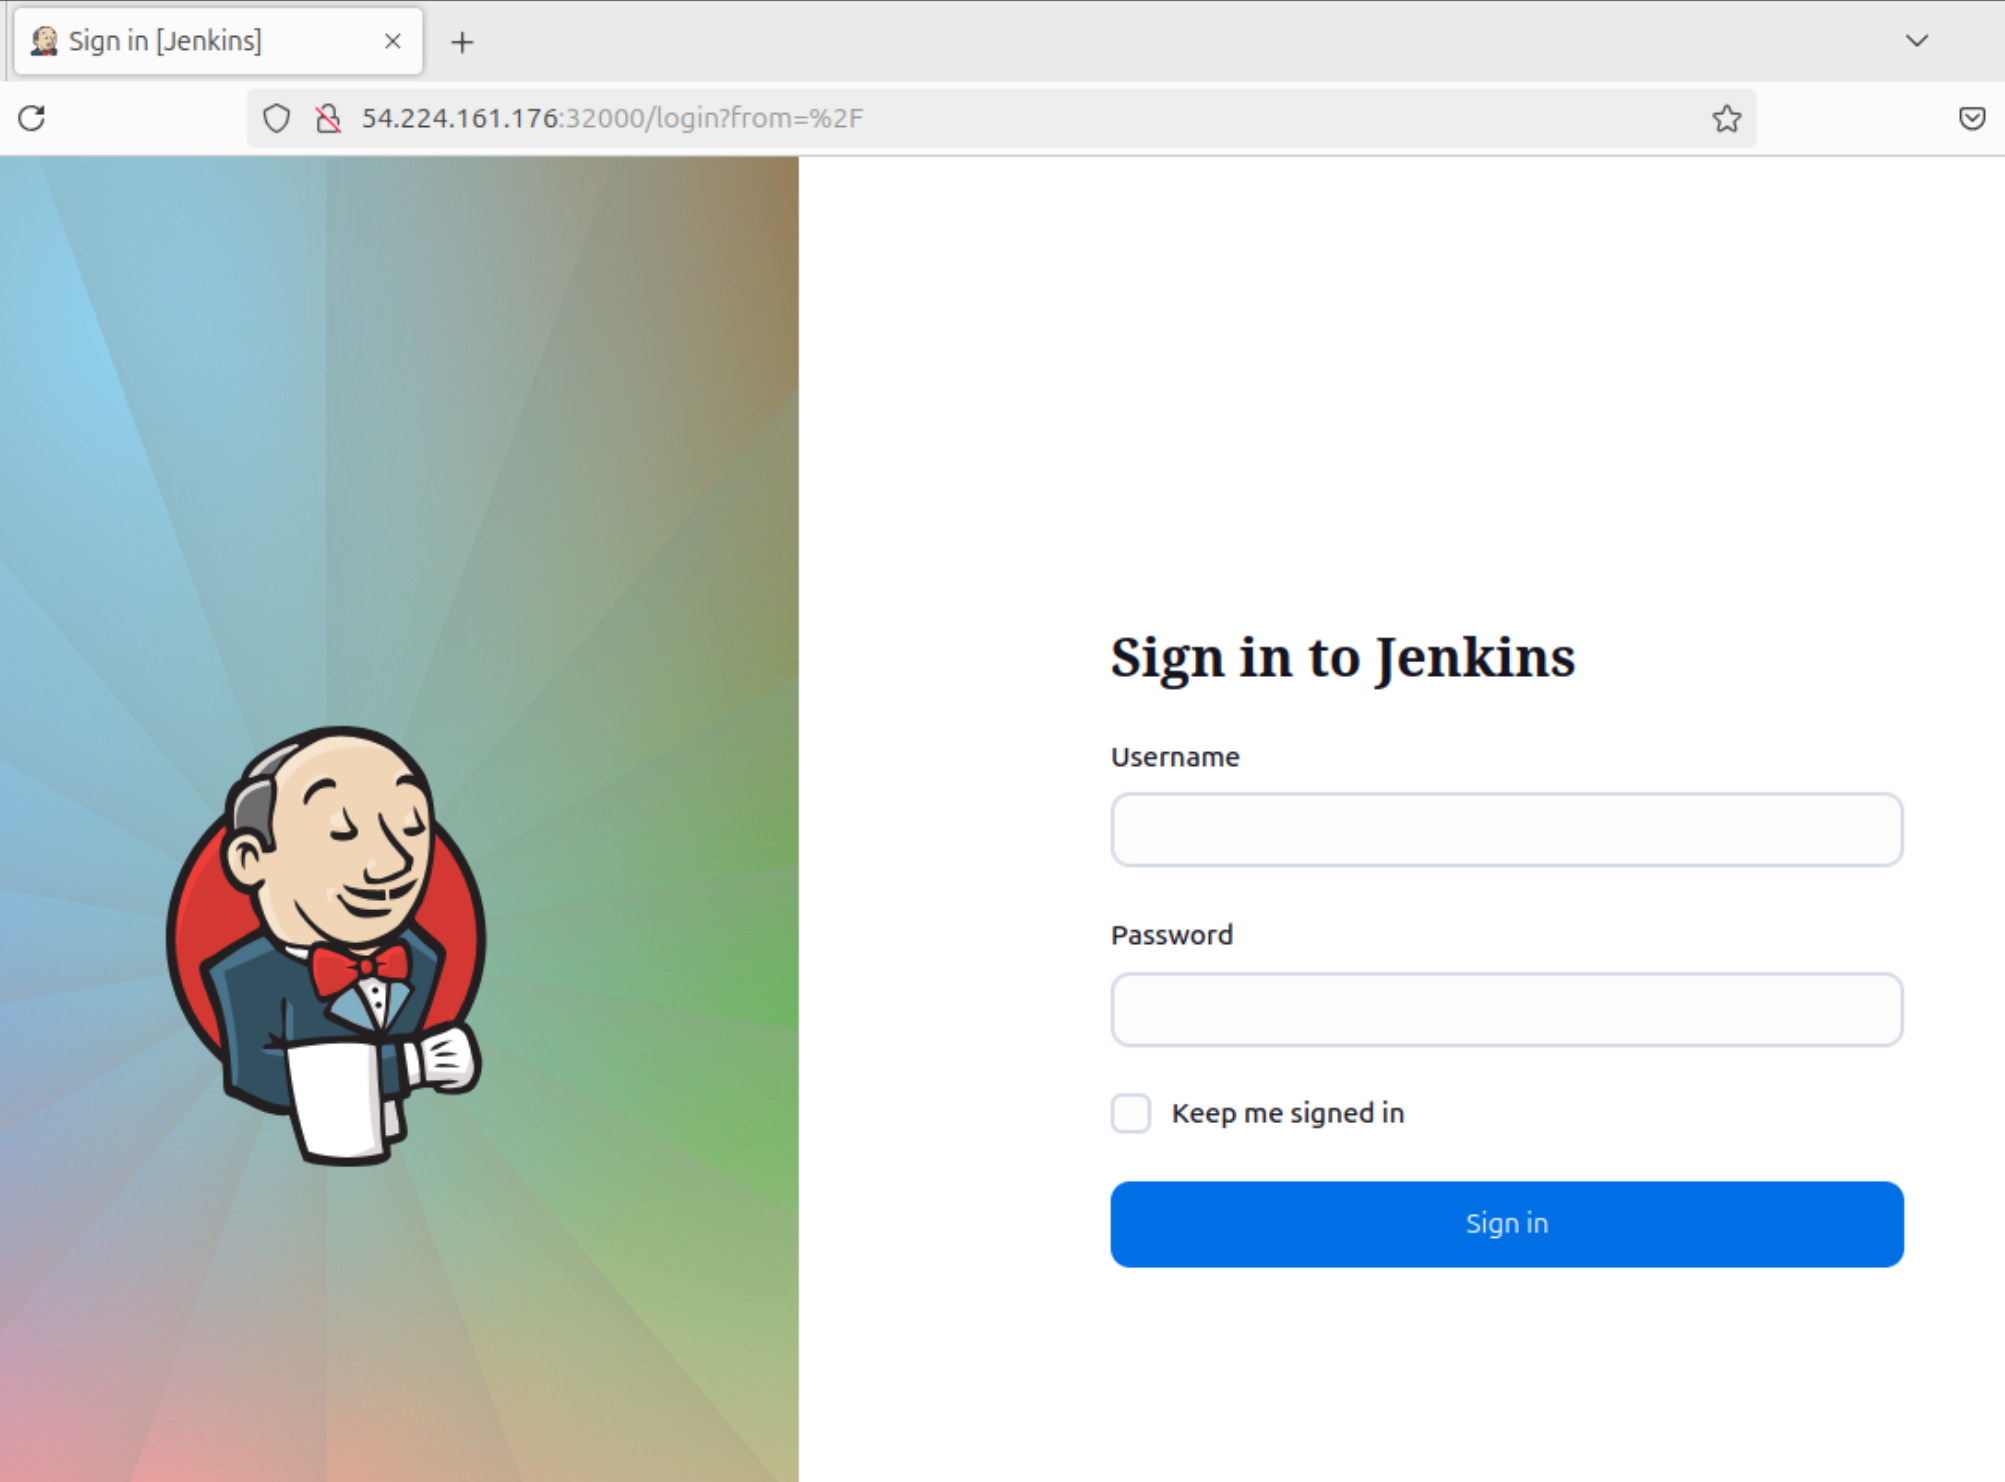 Sign in [Jenkins]
54.224.161.176:32000/login?from=%2F
Sign in to Jenkins
Username
Password
Keep me signed in
Sign in